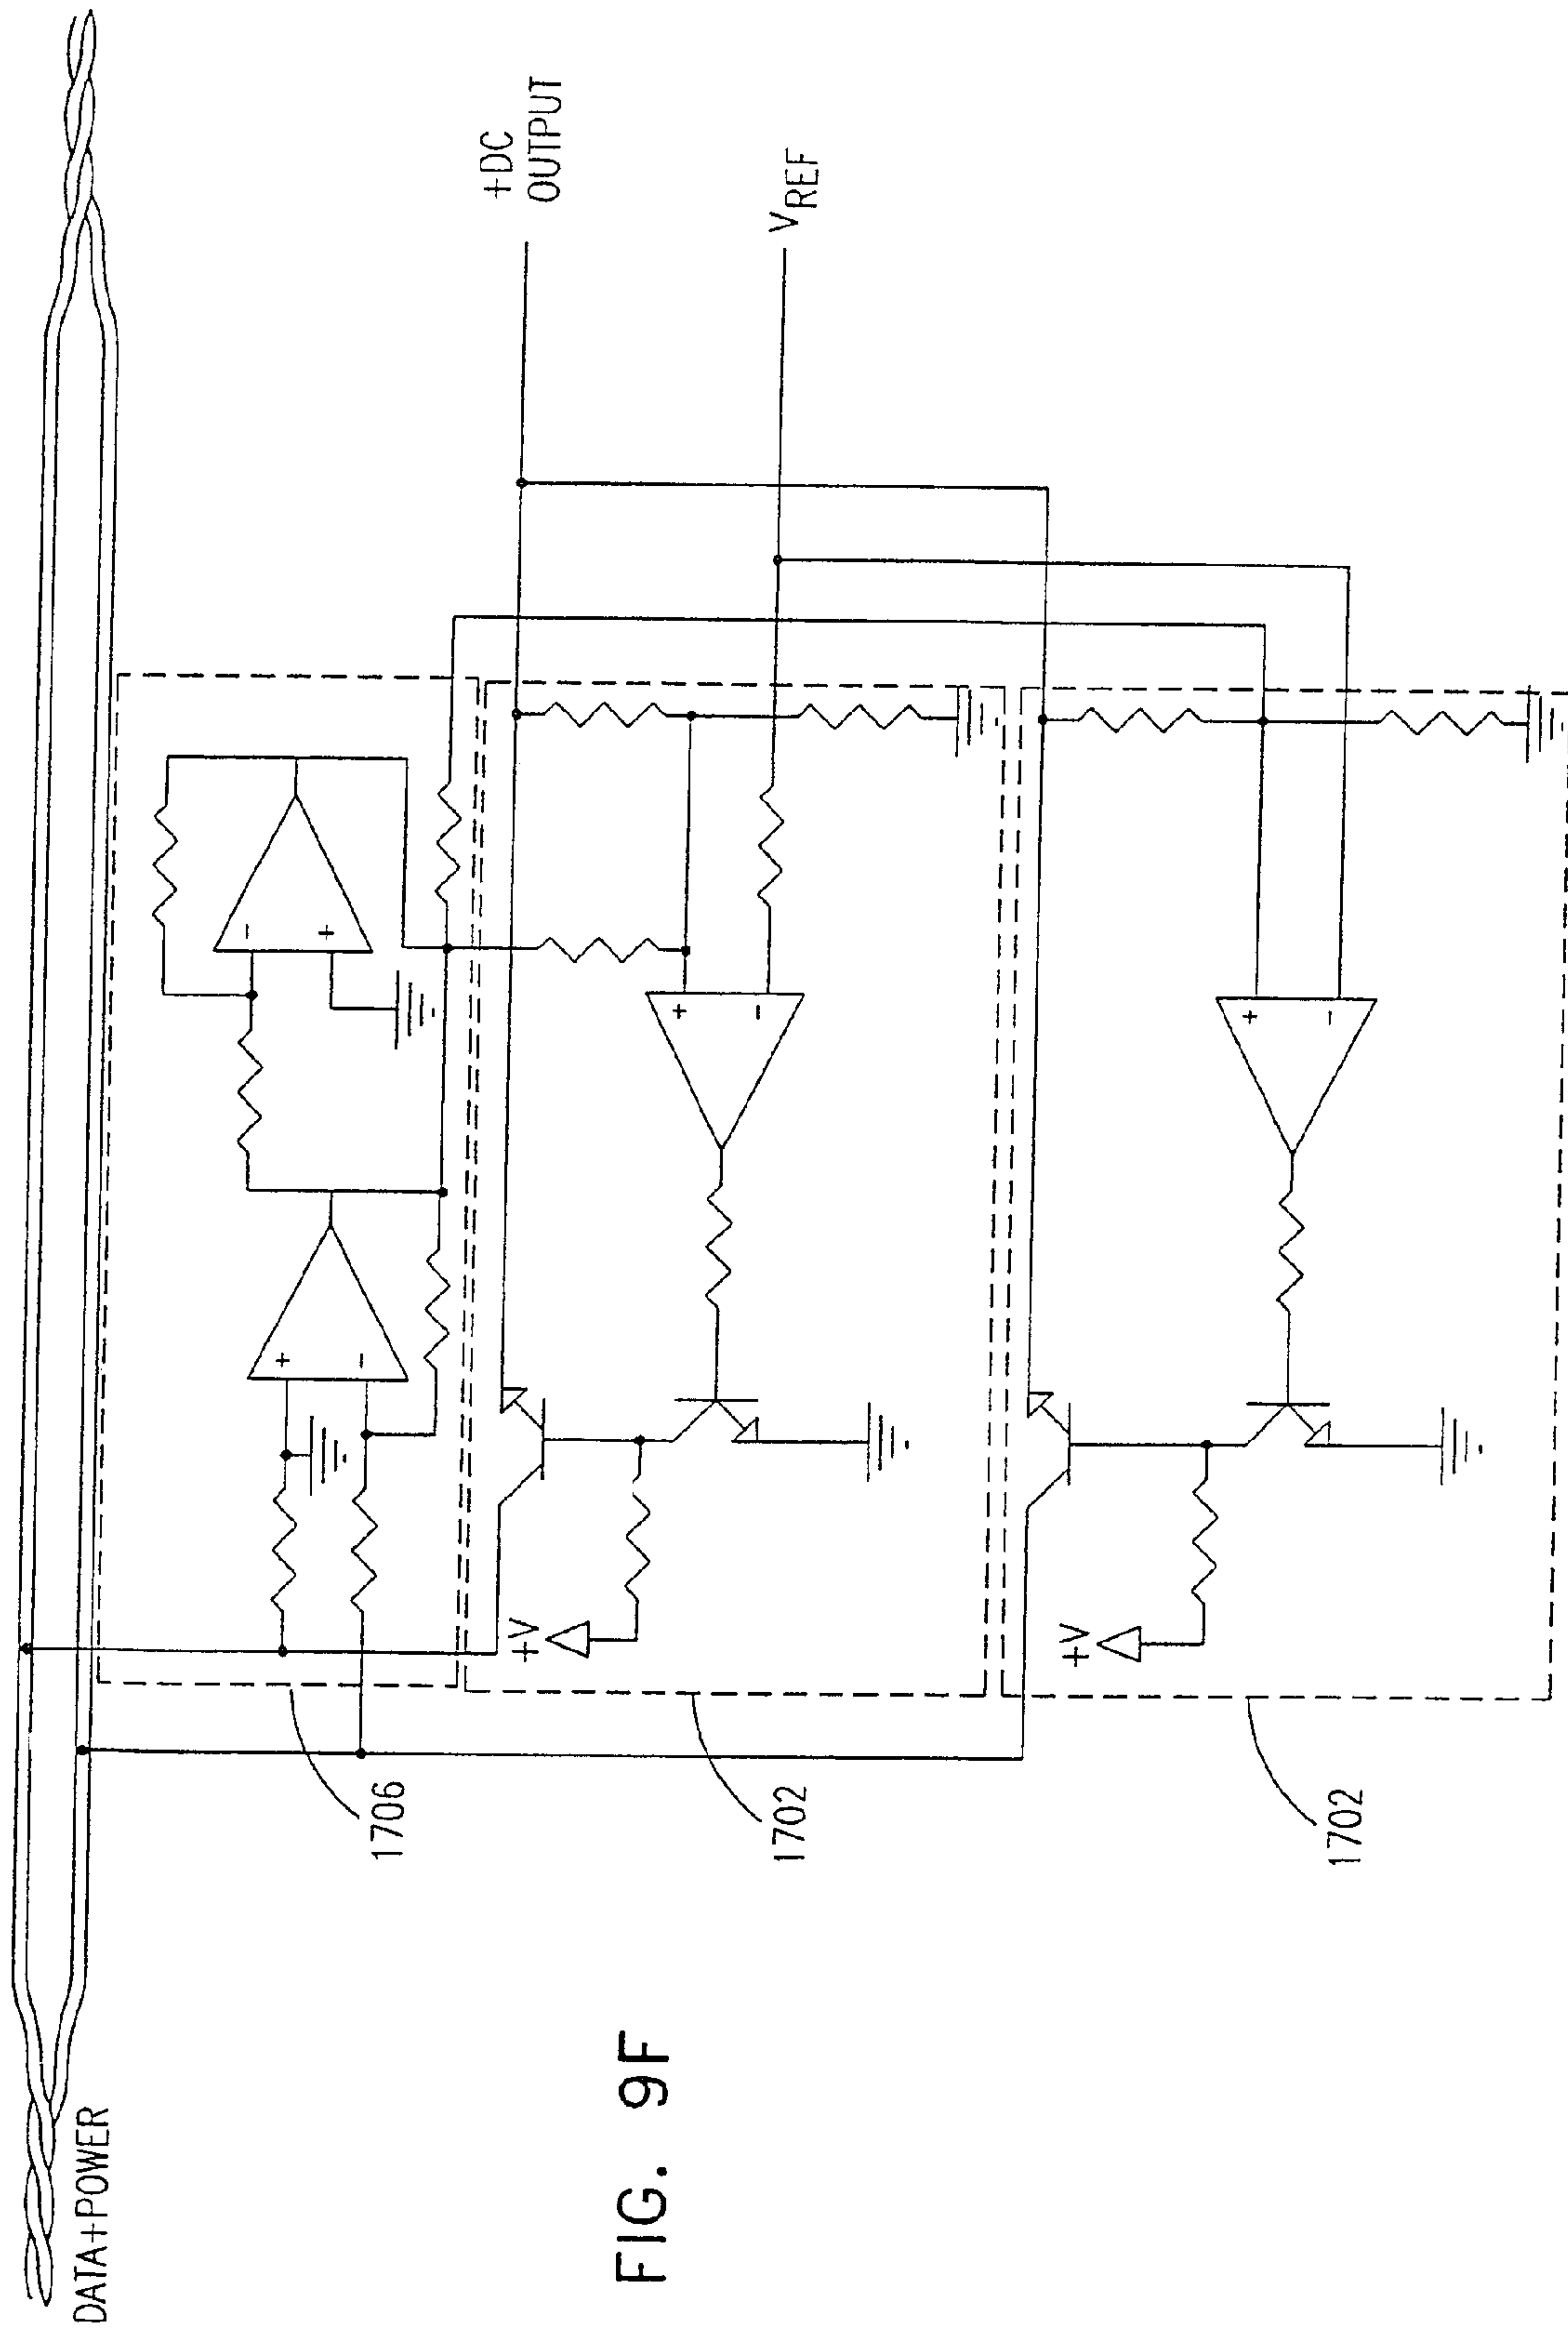 DATA+POWER
+DC
OUTPUT
VREF
+
-
-
+
+
-
+V
+
-
+V
1706
1702
1702
FIG. 9F